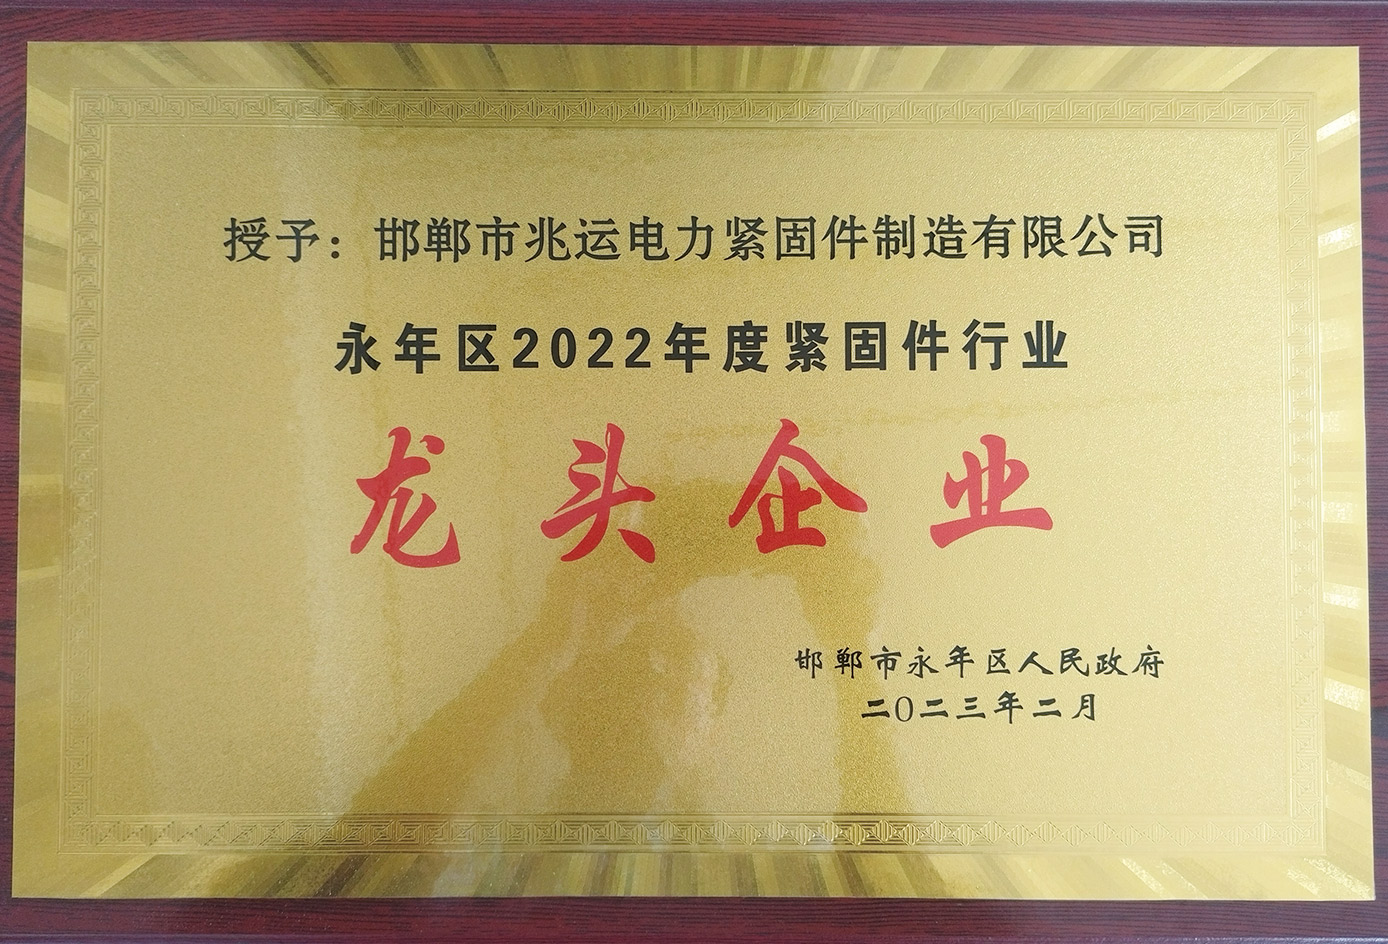 授予：邯郸市兆运电力紧固件制造有限公司
永年区2022年度紧固件行业
龙头企业
邯郸市永年区人民政府
二〇二三年二月